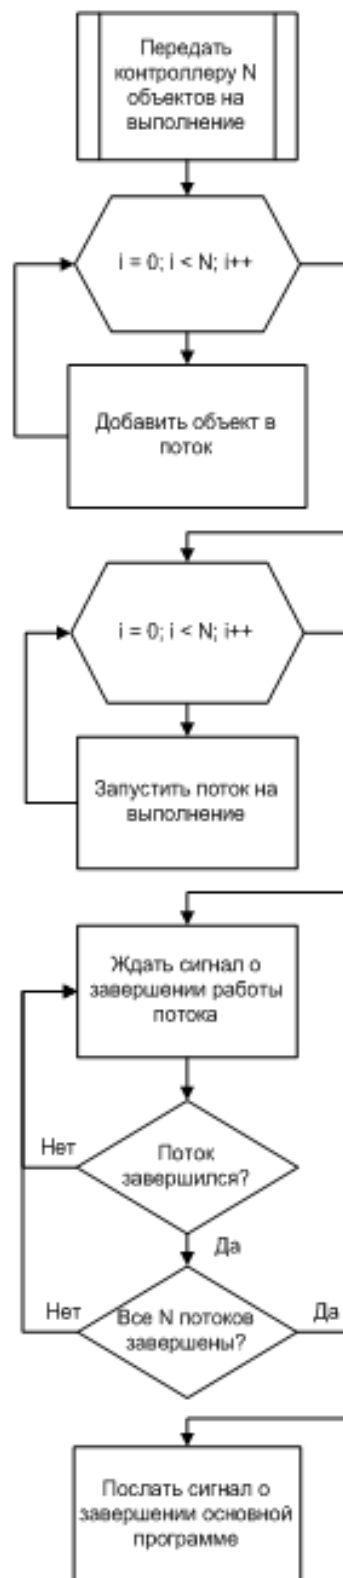 Передать
контроллеру N
объектов на
выполнение
i = 0; i < N; i++
Добавить объект в
поток
i = 0; i < N; i++
Запустить поток на
выполнение
Ждать сигнал о
завершении работы
потока
Нет
Поток
завершился?
Да
Нет
Все N потоков
завершены?
Да
Послать сигнал о
завершении основной
программе